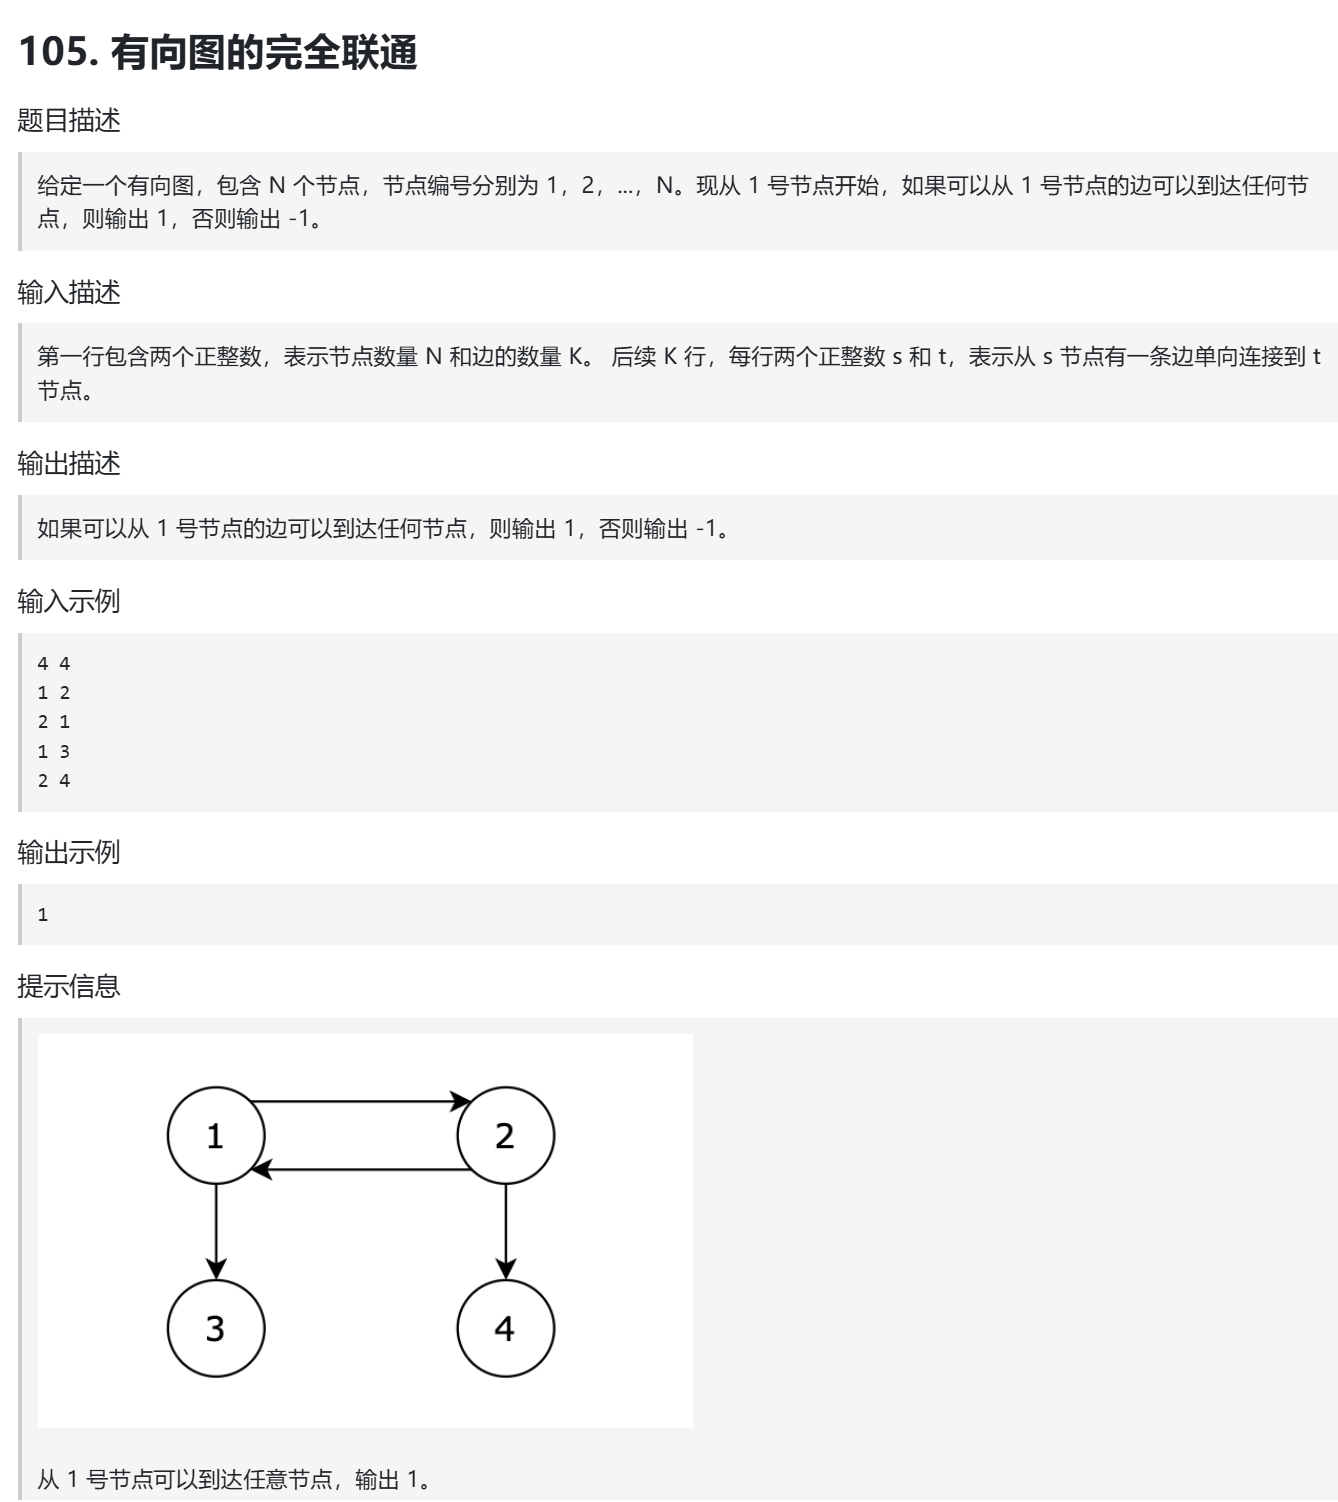 105. 有向图的完全联通
题目描述
给定一个有向图，包含 N 个节点，节点编号分别为 1，2，...，N。现从 1 号节点开始，如果可以从 1 号节点的边可以到达任何节
点，则输出 1，否则输出 -1。
输入描述
第一行包含两个正整数，表示节点数量 N 和边的数量 K。 后续 K 行，每行两个正整数 s 和 t，表示从 s 节点有一条边单向连接到 t
节点。
输出描述
如果可以从 1 号节点的边可以到达任何节点，则输出 1，否则输出 -1。
输入示例
4 4
1 2
2 1
1 3
2 4
输出示例
1
提示信息
1
2
3
4
从 1 号节点可以到达任意节点，输出 1。